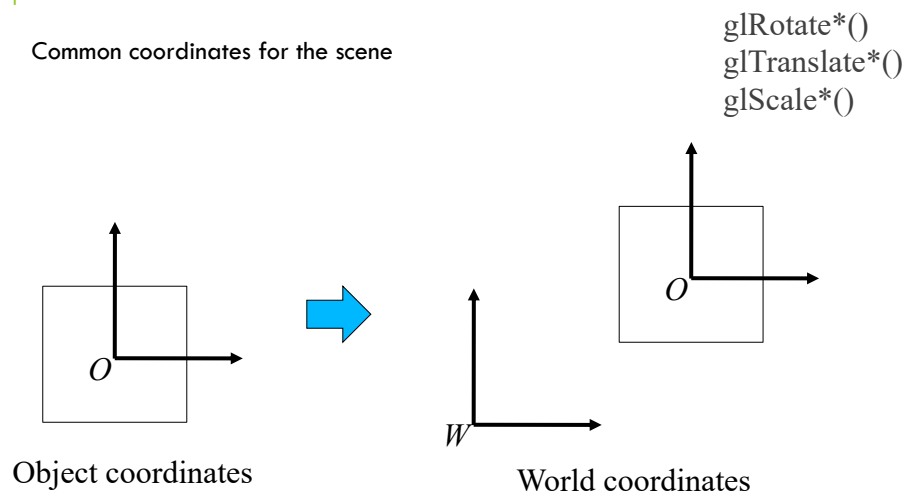 Common coordinates for the scene
glRotate*()
glTranslate*()
glScale*()
O
Object coordinates
O
W
World coordinates